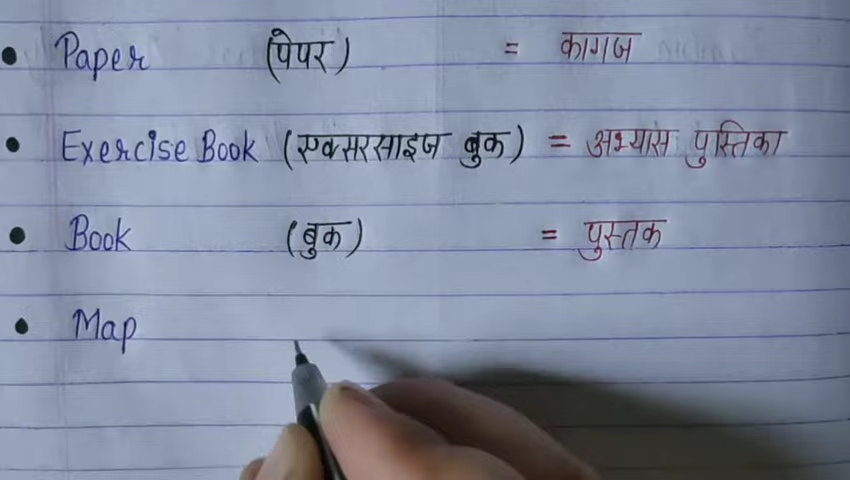 • Paper (पेपर) = कागज
• Exercise Book (एक्सरसाइज बुक) = अभ्यास पुस्तिका
• Book (बुक) = पुस्तक
• Map